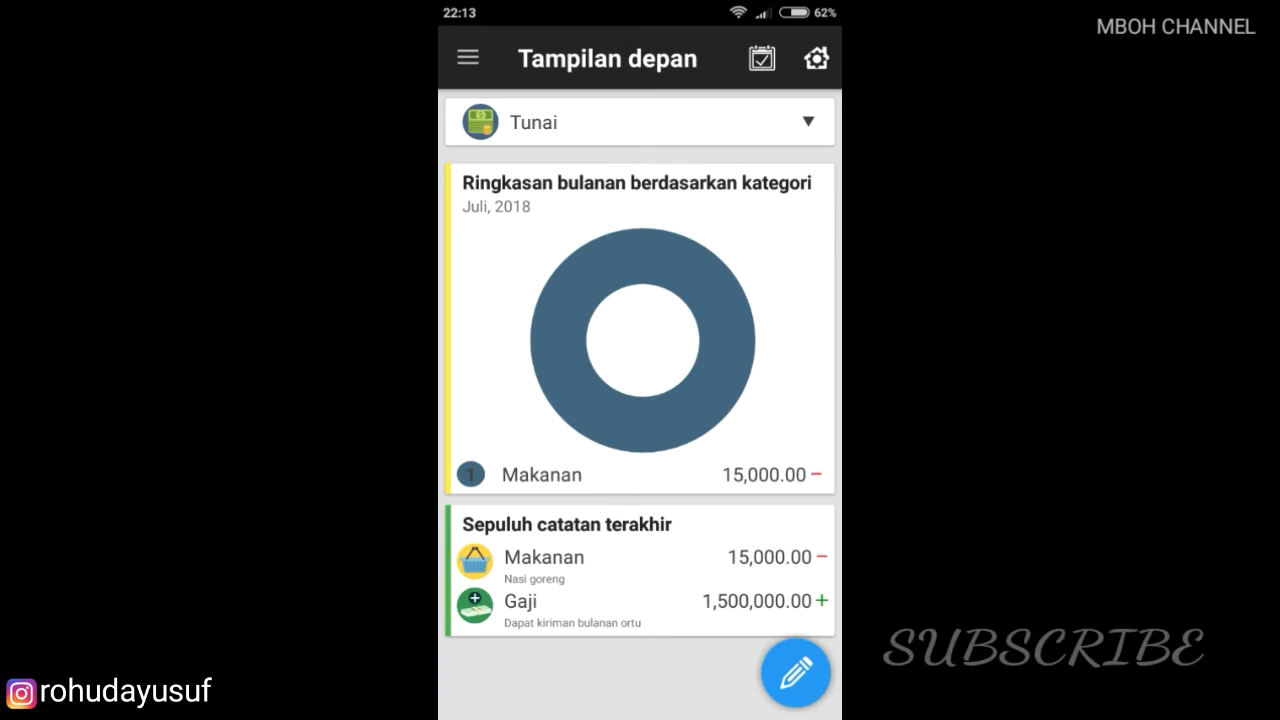 22:13
62%
MBOH CHANNEL
Tampilan depan
Tunai
Ringkasan bulanan berdasarkan kategori
Juli, 2018
1 Makanan 15,000.00 −
Sepuluh catatan terakhir
Makanan 15,000.00 −
Nasi goreng
Gaji 1,500,000.00 +
Dapat kiriman bulanan ortu
SUBSCRIBE
rohudayusuf